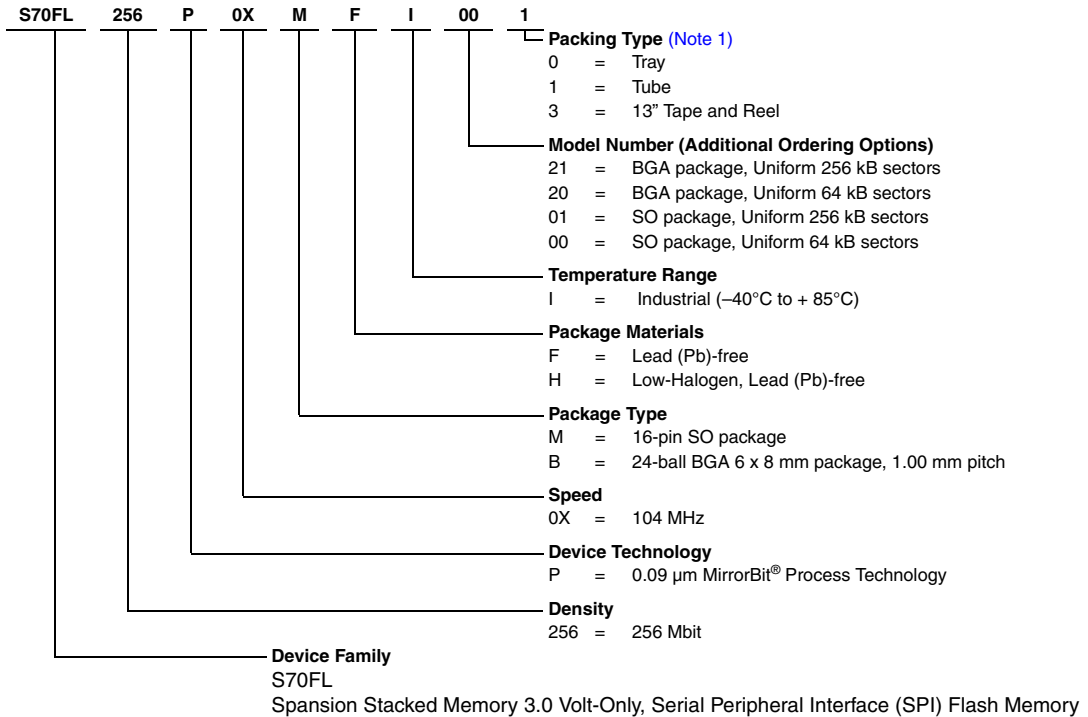 S70FL 256 P 0X M F I 00 1
Packing Type (Note 1)
0 = Tray
1 = Tube
3 = 13” Tape and Reel
Model Number (Additional Ordering Options)
21 = BGA package, Uniform 256 kB sectors
20 = BGA package, Uniform 64 kB sectors
01 = SO package, Uniform 256 kB sectors
00 = SO package, Uniform 64 kB sectors
Temperature Range
I = Industrial (–40°C to + 85°C)
Package Materials
F = Lead (Pb)-free
H = Low-Halogen, Lead (Pb)-free
Package Type
M = 16-pin SO package
B = 24-ball BGA 6 x 8 mm package, 1.00 mm pitch
Speed
0X = 104 MHz
Device Technology
P = 0.09 µm MirrorBit® Process Technology
Density
256 = 256 Mbit
Device Family
S70FL
Spansion Stacked Memory 3.0 Volt-Only, Serial Peripheral Interface (SPI) Flash Memory